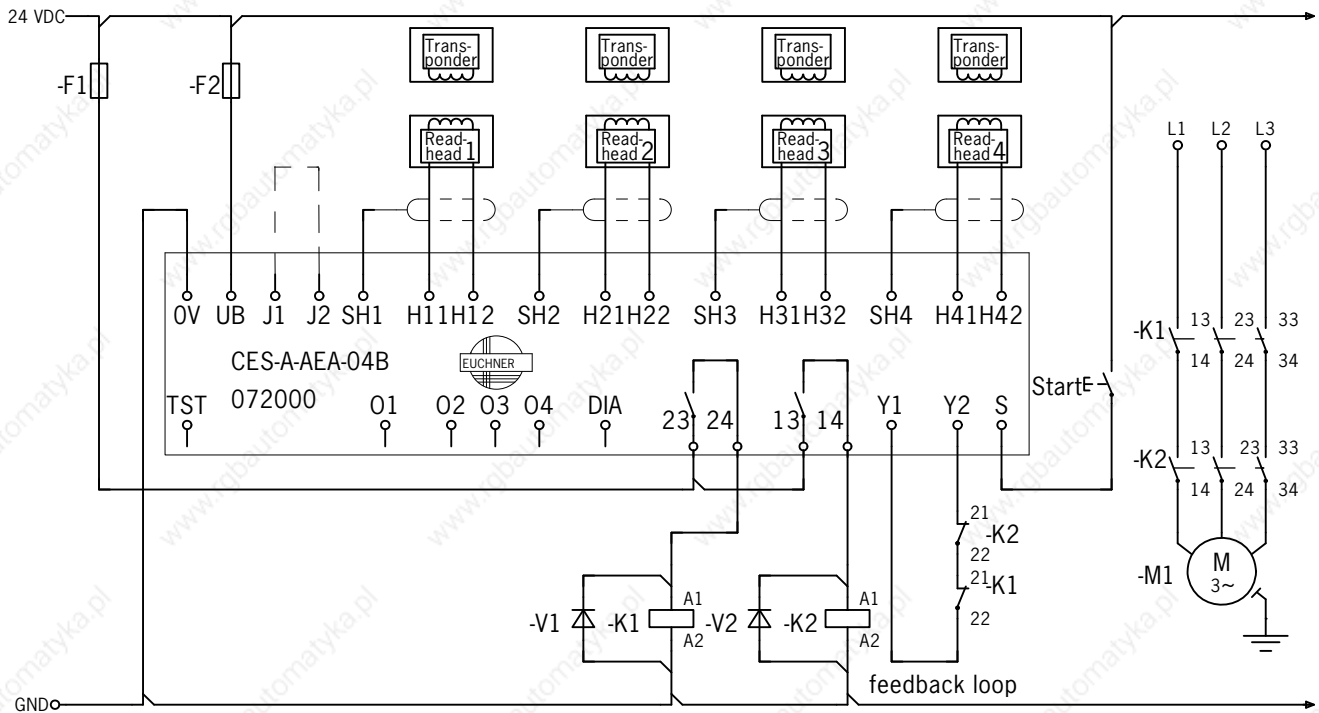 24 VDC
-F1
-F2
Trans-
ponder
Trans-
ponder
Trans-
ponder
Trans-
ponder
Read-
head 1
Read-
head 2
Read-
head 3
Read-
head 4
L1 L2 L3
0V UB J1 J2 SH1 H11 H12 SH2 H21 H22 SH3 H31 H32 SH4 H41 H42
CES-A-AEA-04B
072000
EUCHNER
TST O1 O2 O3 O4 DIA 23 24 13 14 Y1 Y2 S
StartE
-K1
13 23 33
14 24 34
-K2
13 23 33
14 24 34
21
-K2
22
21
-K1
22
-V1
-K1
A1
A2
-V2
-K2
A1
A2
-M1
M
3~
feedback loop
GND
www.rgbautomatyka.pl